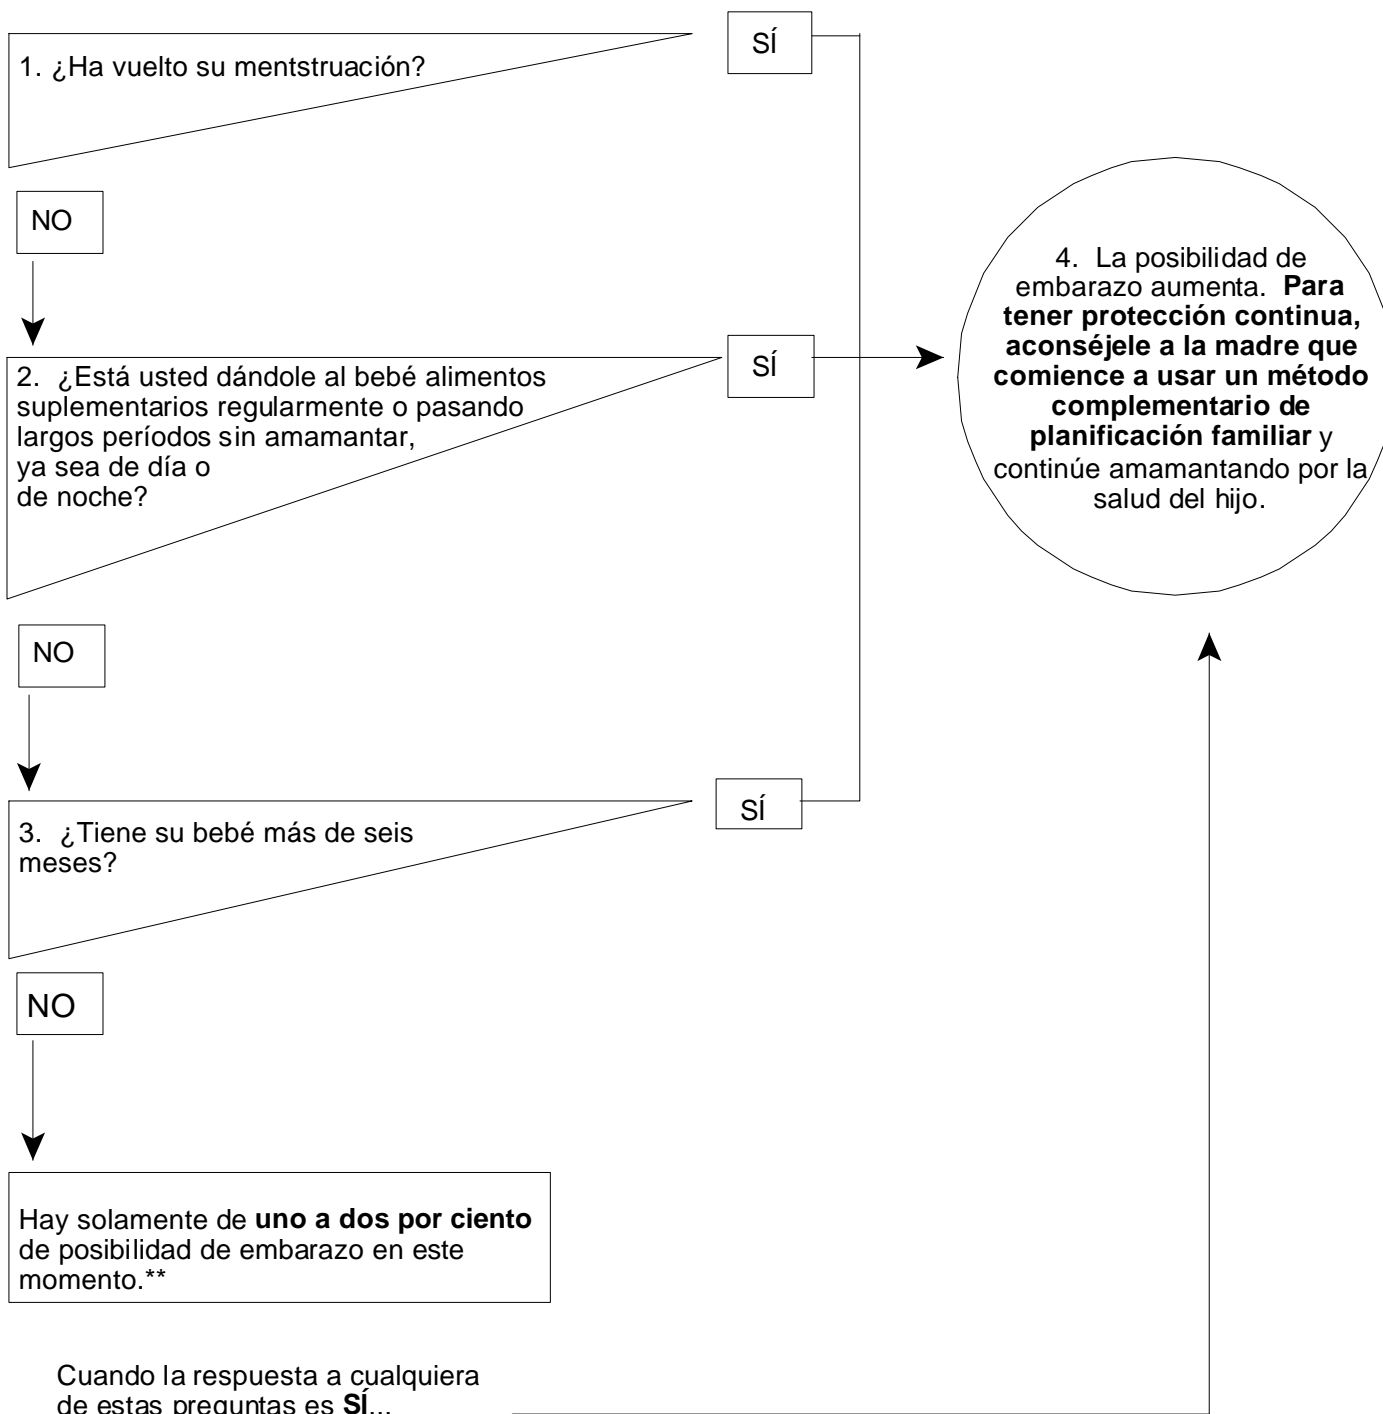 1. ¿Ha vuelto su mentstruación?
SÍ
NO
2. ¿Está usted dándole al bebé alimentos
suplementarios regularmente o pasando
largos períodos sin amamantar,
ya sea de día o
de noche?
SÍ
4. La posibilidad de
embarazo aumenta. Para
tener protección continua,
aconséjele a la madre que
comience a usar un método
complementario de
planificación familiar y
continúe amamantando por la
salud del hijo.
NO
3. ¿Tiene su bebé más de seis
meses?
SÍ
NO
Hay solamente de uno a dos por ciento
de posibilidad de embarazo en este
momento.**
Cuando la respuesta a cualquiera
de estas preguntas es SÍ...